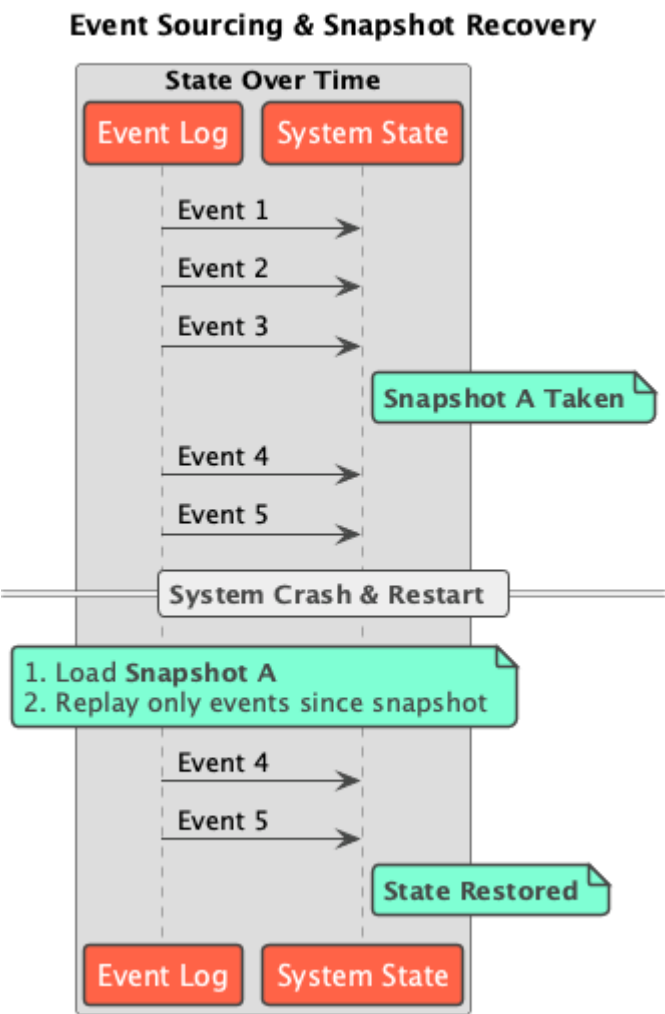 Event Sourcing & Snapshot Recovery
State Over Time
Event Log
System State
Event 1
Event 2
Event 3
Snapshot A Taken
Event 4
Event 5
System Crash & Restart
1. Load Snapshot A
2. Replay only events since snapshot
Event 4
Event 5
State Restored
Event Log
System State